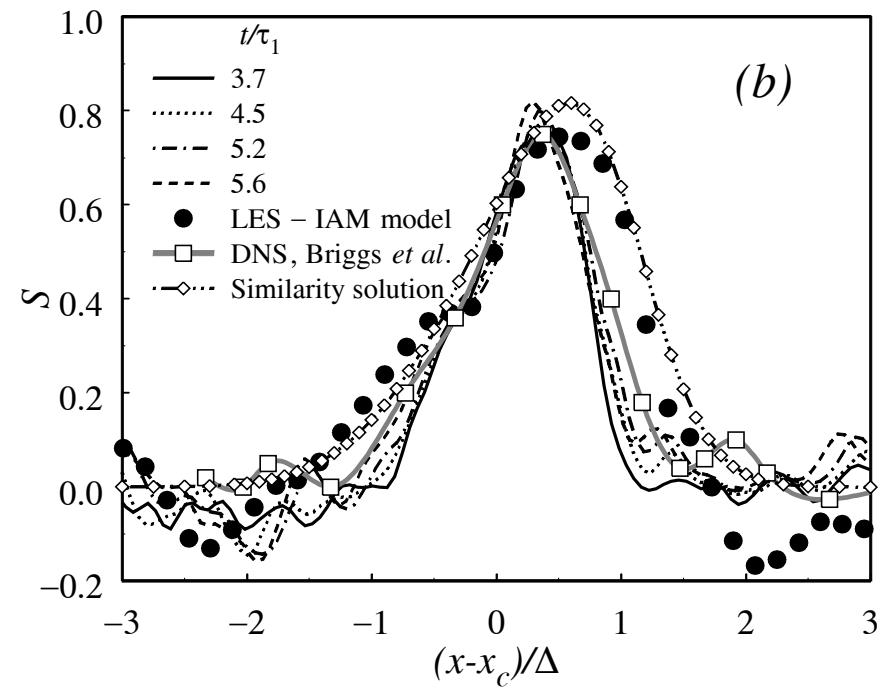 1.0
t/τ1
3.7
(b)
0.8
4.5
5.2
5.6
0.6
LES – IAM model
DNS, Briggs et al.
S
Similarity solution
0.4
0.2
0.0
−0.2
−3 −2 −1 0 1 2 3
(x-xc)/Δ